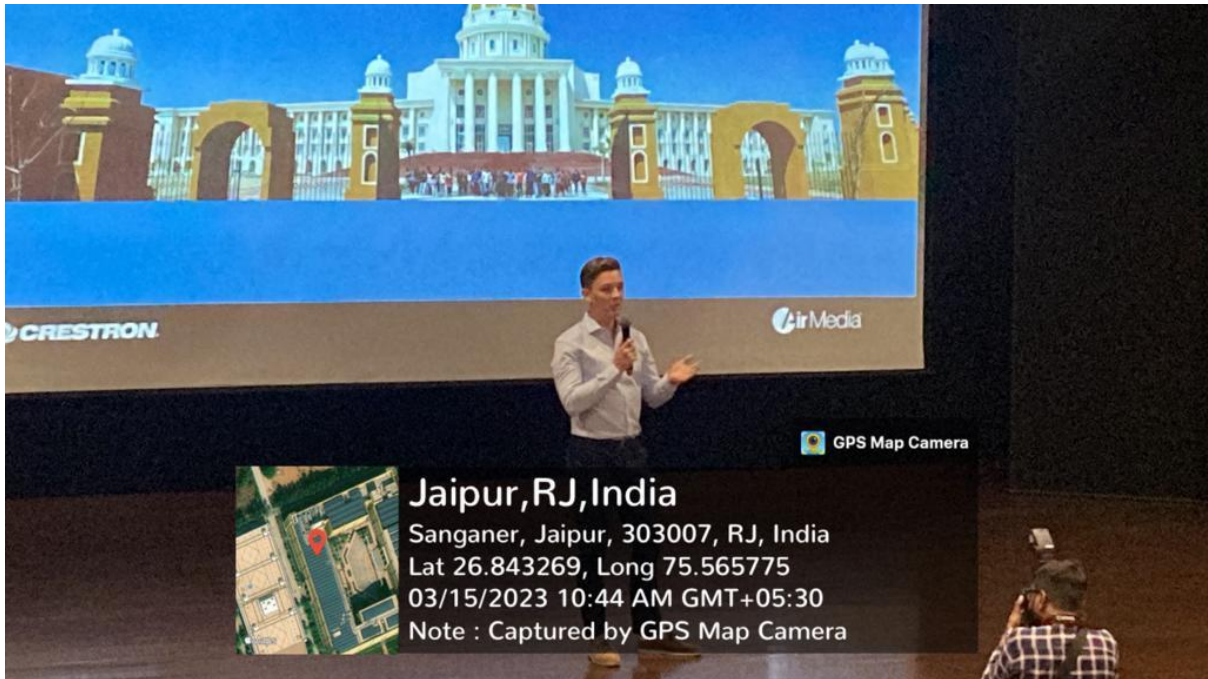 CRESTRON.
AirMedia
GPS Map Camera
Jaipur,RJ,India
Sanganer, Jaipur, 303007, RJ, India
Lat 26.843269, Long 75.565775
03/15/2023 10:44 AM GMT+05:30
Note : Captured by GPS Map Camera